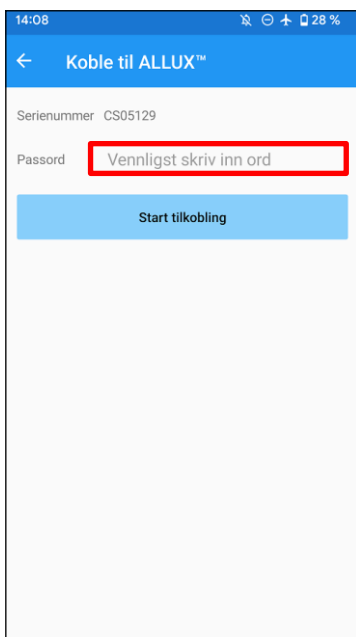 14:08 28 %
Koble til ALLUX™
Serienummer CS05129
Passord Vennligst skriv inn ord
Start tilkobling